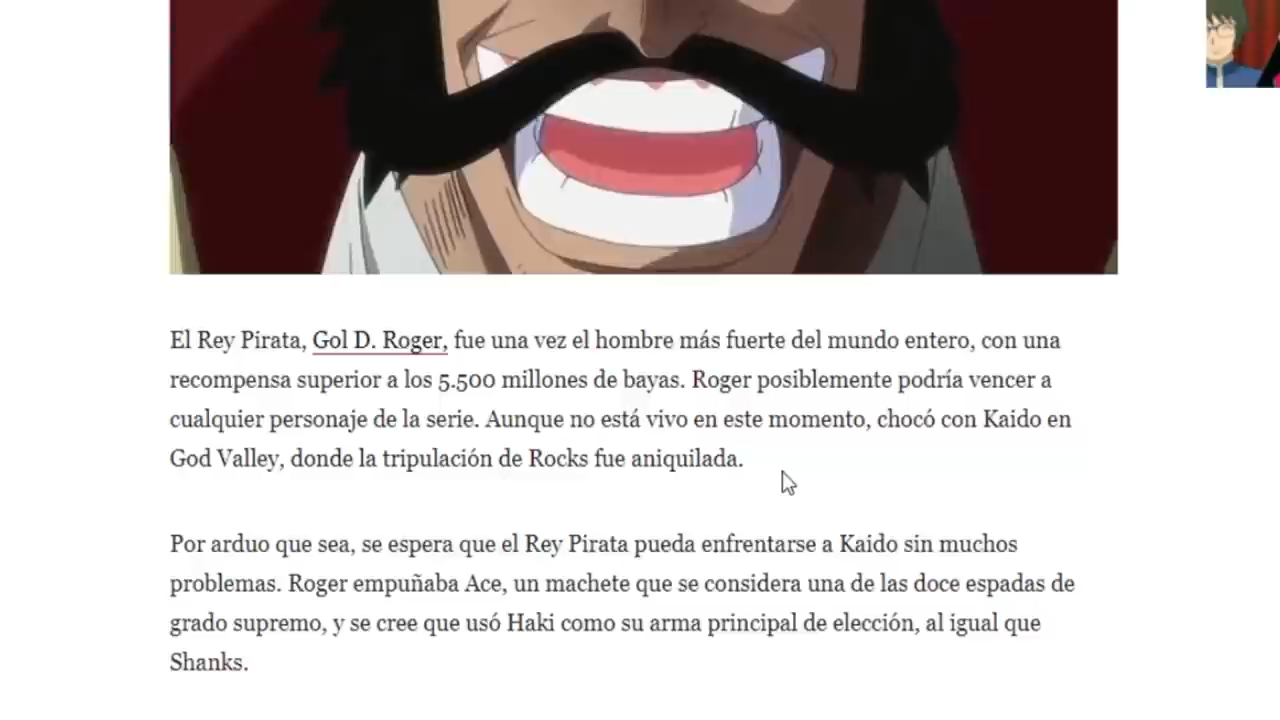 El Rey Pirata, Gol D. Roger, fue una vez el hombre más fuerte del mundo entero, con una
recompensa superior a los 5.500 millones de bayas. Roger posiblemente podría vencer a
cualquier personaje de la serie. Aunque no está vivo en este momento, chocó con Kaido en
God Valley, donde la tripulación de Rocks fue aniquilada.
Por arduo que sea, se espera que el Rey Pirata pueda enfrentarse a Kaido sin muchos
problemas. Roger empuñaba Ace, un machete que se considera una de las doce espadas de
grado supremo, y se cree que usó Haki como su arma principal de elección, al igual que
Shanks.